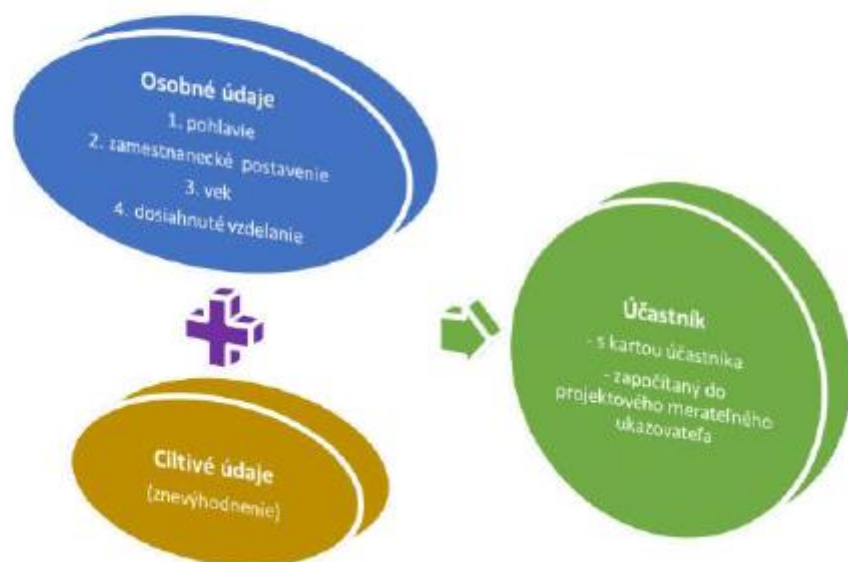 Osobné údaje
1. pohlavie
2. zamestnanecké postavenie
3. vek
4. dosiahnuté vzdelanie
Ciltivé údaje
(znevýhodnenie)
Účastník
- s kartou účastníka
- započítaný do
projektového merateľného
ukazovateľa